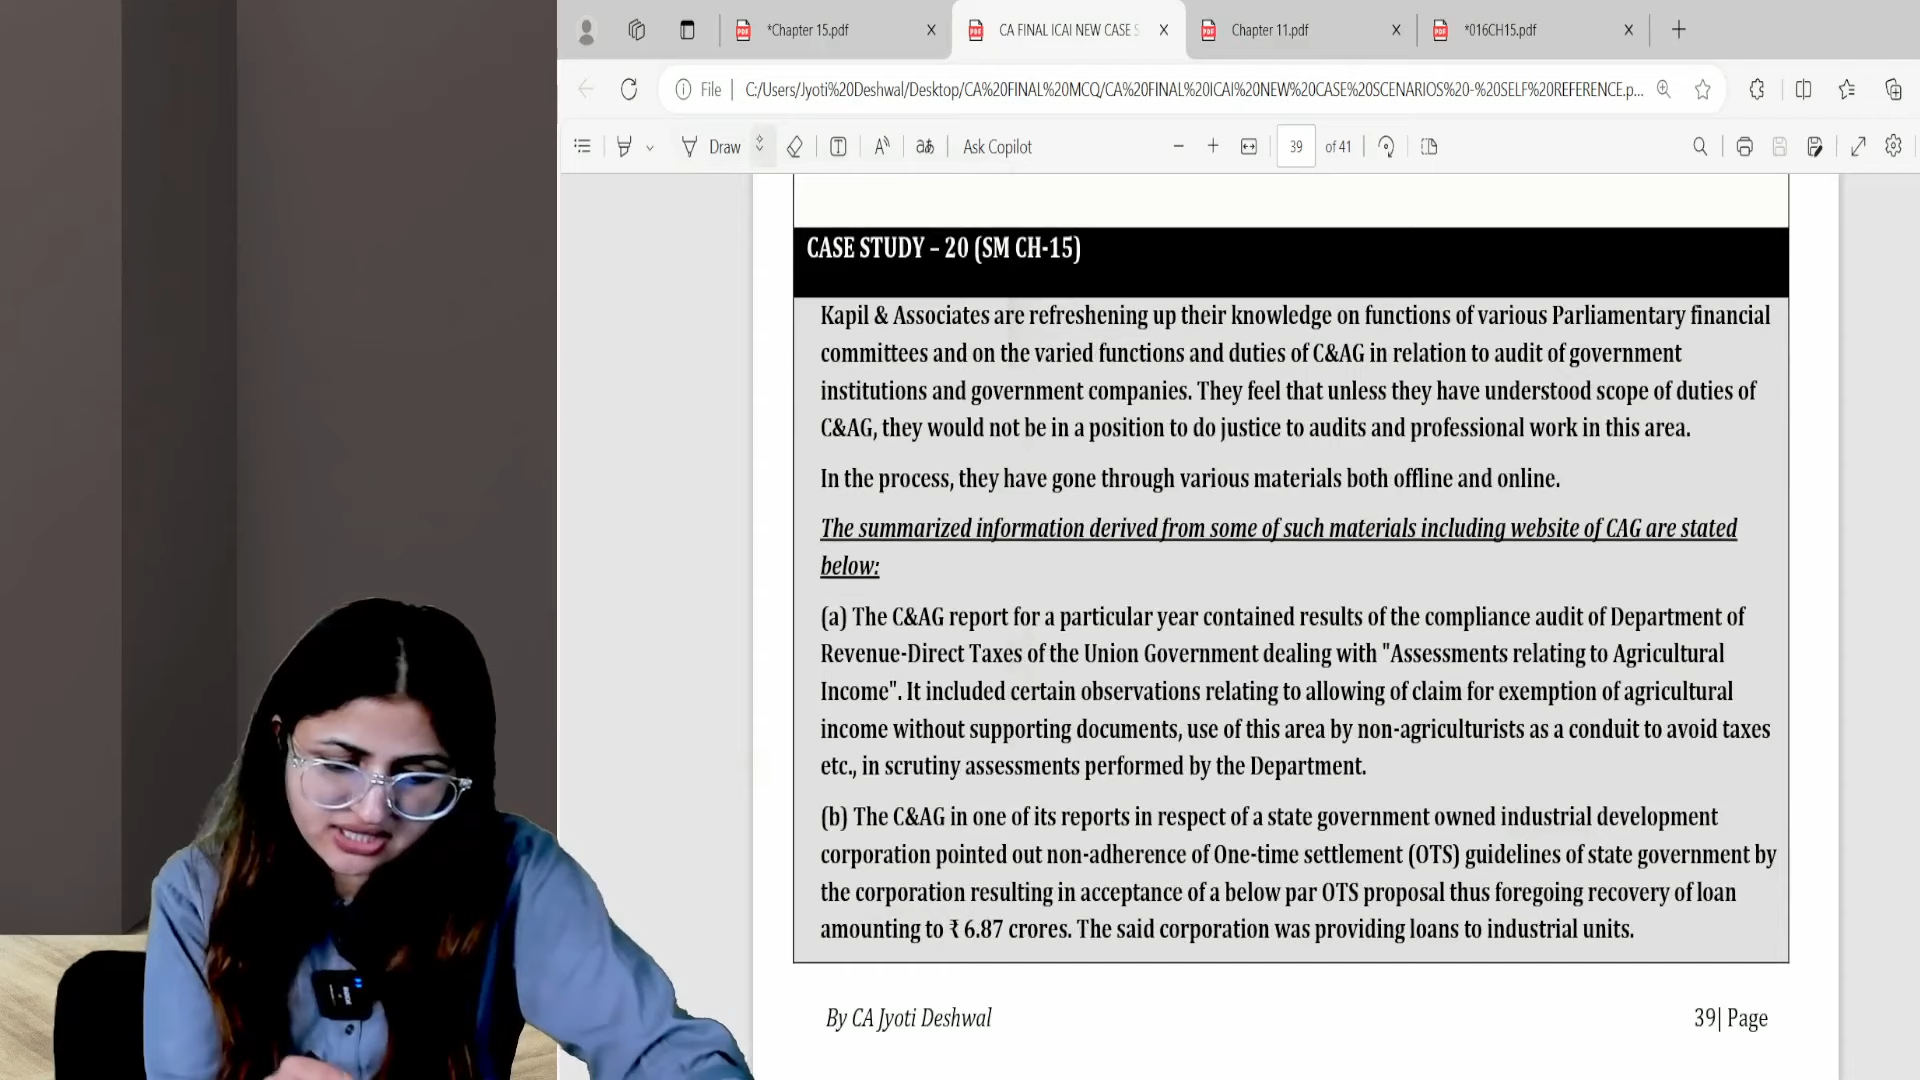 *Chapter 15.pdf
CA FINAL ICAI NEW CASE S
Chapter 11.pdf
*016CH15.pdf
File
C:/Users/Jyoti%20Deshwal/Desktop/CA%20FINAL%20MCQ/CA%20FINAL%20ICAI%20NEW%20CASE%20SCENARIOS%20-%20SELF%20REFERENCE.p...
Draw
Ask Copilot
39 of 41
CASE STUDY – 20 (SM CH-15)
Kapil & Associates are refreshening up their knowledge on functions of various Parliamentary financial
committees and on the varied functions and duties of C&AG in relation to audit of government
institutions and government companies. They feel that unless they have understood scope of duties of
C&AG, they would not be in a position to do justice to audits and professional work in this area.
In the process, they have gone through various materials both offline and online.
The summarized information derived from some of such materials including website of CAG are stated
below:
(a) The C&AG report for a particular year contained results of the compliance audit of Department of
Revenue-Direct Taxes of the Union Government dealing with "Assessments relating to Agricultural
Income". It included certain observations relating to allowing of claim for exemption of agricultural
income without supporting documents, use of this area by non-agriculturists as a conduit to avoid taxes
etc., in scrutiny assessments performed by the Department.
(b) The C&AG in one of its reports in respect of a state government owned industrial development
corporation pointed out non-adherence of One-time settlement (OTS) guidelines of state government by
the corporation resulting in acceptance of a below par OTS proposal thus foregoing recovery of loan
amounting to ₹ 6.87 crores. The said corporation was providing loans to industrial units.
By CA Jyoti Deshwal
39| Page